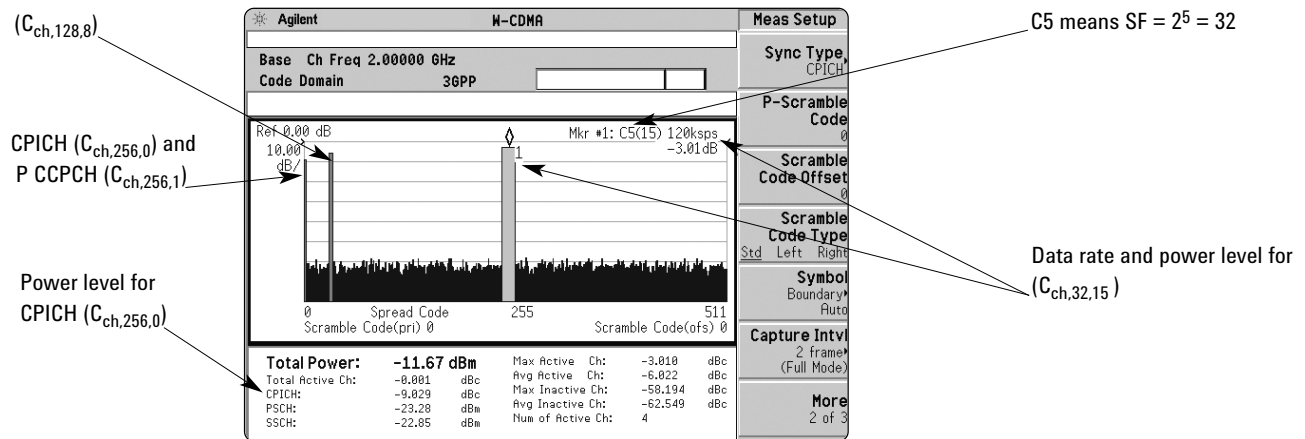 (Cch,128,8)
CPICH (Cch,256,0) and
P CCPCH (Cch,256,1)
Power level for
CPICH (Cch,256,0)
Agilent W-CDMA
Base Ch Freq 2.00000 GHz
Code Domain 3GPP
Ref 0.00 dB
10.00
dB/
Mkr #1: C5(15) 120ksps
-3.01dB
1
0 Spread Code 255 511
Scramble Code(pri) 0 Scramble Code(ofs) 0
Total Power: -11.67 dBm
Total Active Ch: -0.001 dBc
CPICH: -9.029 dBc
PSCH: -23.28 dBm
SSCH: -22.85 dBm
Max Active Ch: -3.010 dBc
Avg Active Ch: -6.022 dBc
Max Inactive Ch: -58.194 dBc
Avg Inactive Ch: -62.549 dBc
Num of Active Ch: 4
Meas Setup
Sync Type
CPICH
P-Scramble
Code
0
Scramble
Code Offset
0
Scramble
Code Type
Std Left Right
Symbol
Boundary
Auto
Capture Intvl
2 frame
(Full Mode)
More
2 of 3
C5 means SF = 2⁵ = 32
Data rate and power level for
(Cch,32,15 )